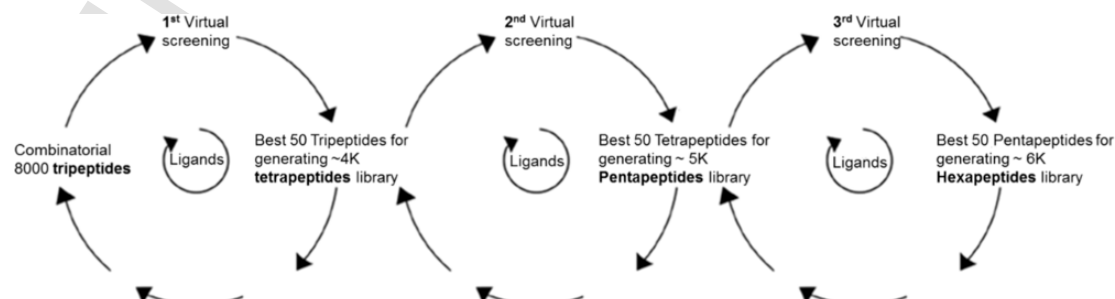 1st Virtual
screening
2nd Virtual
screening
3rd Virtual
screening
Combinatorial
8000 tripeptides
Ligands
Best 50 Tripeptides for
generating ~4K
tetrapeptides library
Ligands
Best 50 Tetrapeptides for
generating ~ 5K
Pentapeptides library
Ligands
Best 50 Pentapeptides for
generating ~ 6K
Hexapeptides library